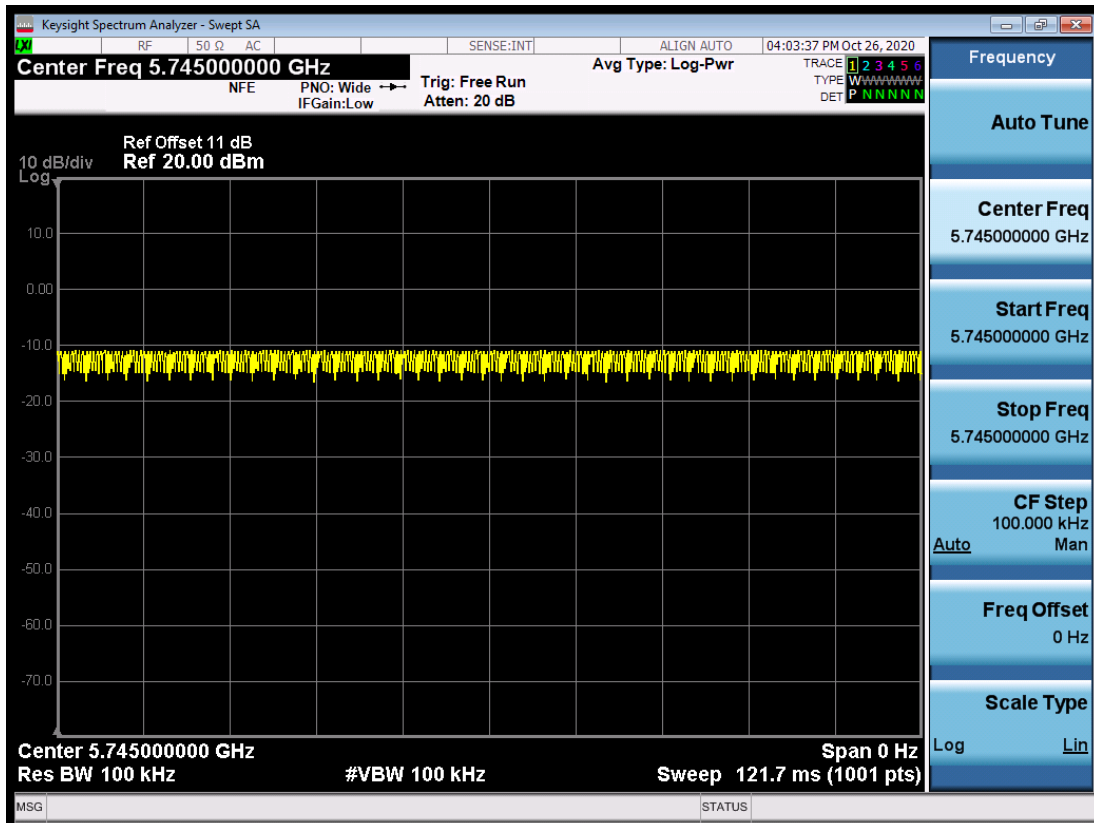 Keysight Spectrum Analyzer - Swept SA
LXI RF 50 Ω AC SENSE:INT ALIGN AUTO 04:03:37 PM Oct 26, 2020
Center Freq 5.745000000 GHz
NFE
PNO: Wide
IFGain:Low
Trig: Free Run
Atten: 20 dB
Avg Type: Log-Pwr
TRACE 1 2 3 4 5 6
TYPE W W W W W W
DET P N N N N N
Ref Offset 11 dB
10 dB/div Ref 20.00 dBm
Log
10.0
0.00
-10.0
-20.0
-30.0
-40.0
-50.0
-60.0
-70.0
Center 5.745000000 GHz Span 0 Hz
Res BW 100 kHz #VBW 100 kHz Sweep 121.7 ms (1001 pts)
MSG STATUS
Frequency
Auto Tune
Center Freq
5.745000000 GHz
Start Freq
5.745000000 GHz
Stop Freq
5.745000000 GHz
CF Step
100.000 kHz
Auto Man
Freq Offset
0 Hz
Scale Type
Log Lin